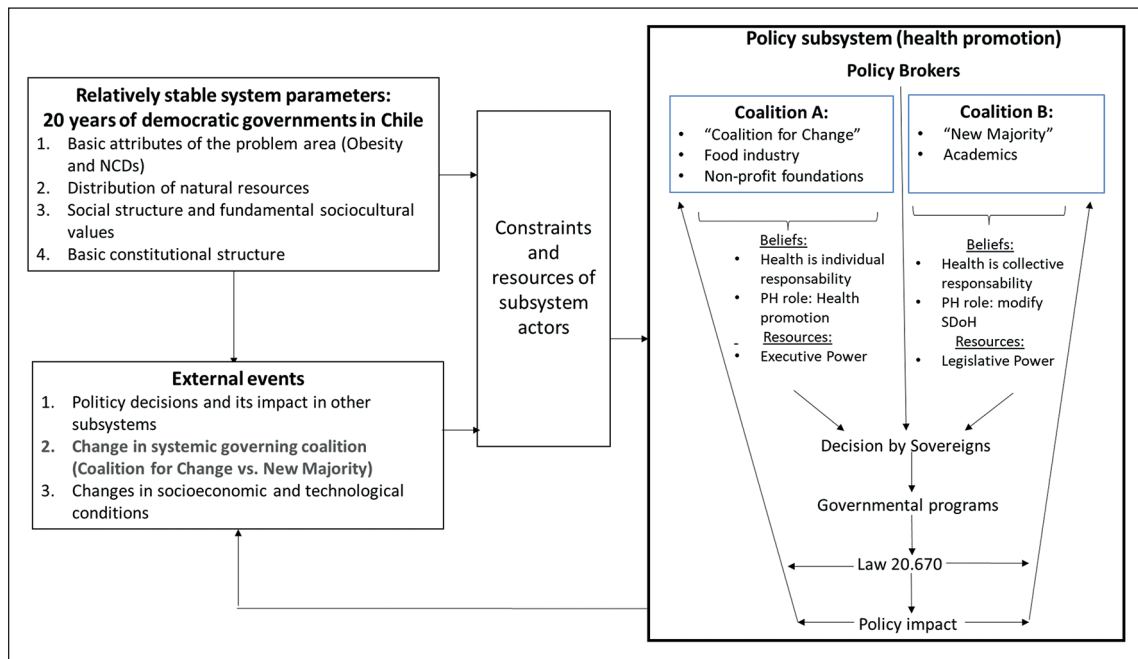 Relatively stable system parameters:
20 years of democratic governments in Chile
1. Basic attributes of the problem area (Obesity
and NCDs)
2. Distribution of natural resources
3. Social structure and fundamental sociocultural
values
4. Basic constitutional structure
External events
1. Politicy decisions and its impact in other
subsystems
2. Change in systemic governing coalition
(Coalition for Change vs. New Majority)
3. Changes in socioeconomic and technological
conditions
Constraints
and
resources of
subsystem
actors
Policy subsystem (health promotion)
Policy Brokers
Coalition A:
• “Coalition for Change”
• Food industry
• Non-profit foundations
Beliefs:
• Health is individual
responsability
• PH role: Health
promotion
- Resources:
• Executive Power
Coalition B:
• “New Majority”
• Academics
Beliefs:
• Health is collective
responsability
• PH role: modify
SDoH
Resources:
• Legislative Power
Decision by Sovereigns
Governmental programs
Law 20.670
Policy impact